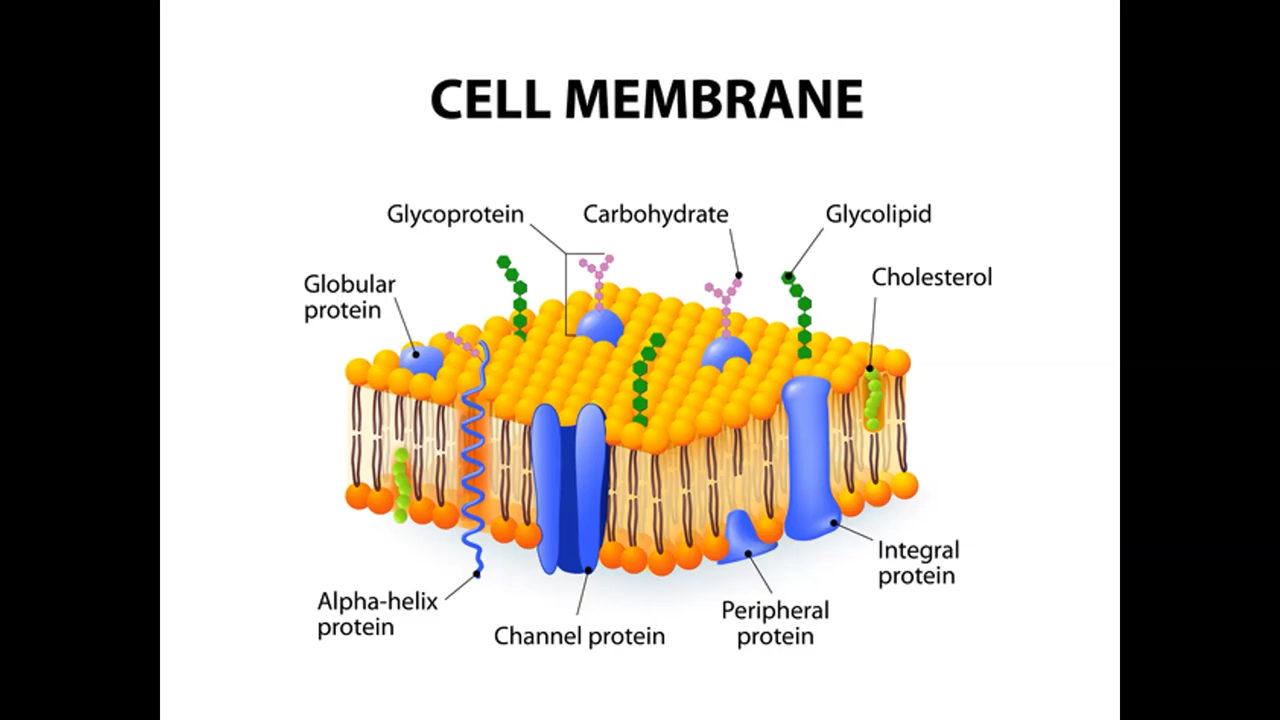 CELL MEMBRANE
Glycoprotein
Carbohydrate
Glycolipid
Globular
protein
Cholesterol
Alpha-helix
protein
Channel protein
Peripheral
protein
Integral
protein